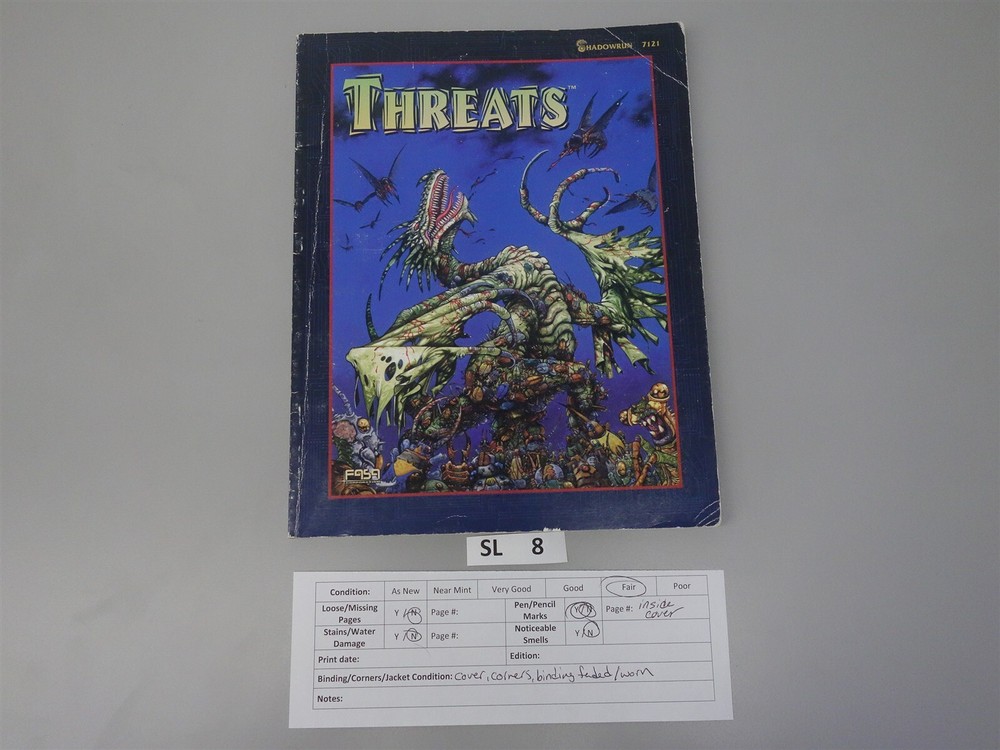 SHADOWRUN 7121
THREATS™
FASA
SL 8
Condition: As New Near Mint Very Good Good Fair Poor
Loose/Missing Pages Y/N Page #: Pen/Pencil Marks Y/N Page #: inside cover
Stains/Water Damage Y/N Page #: Noticeable Smells Y/N
Print date: Edition:
Binding/Corners/Jacket Condition: cover, corners, binding faded/worn
Notes: